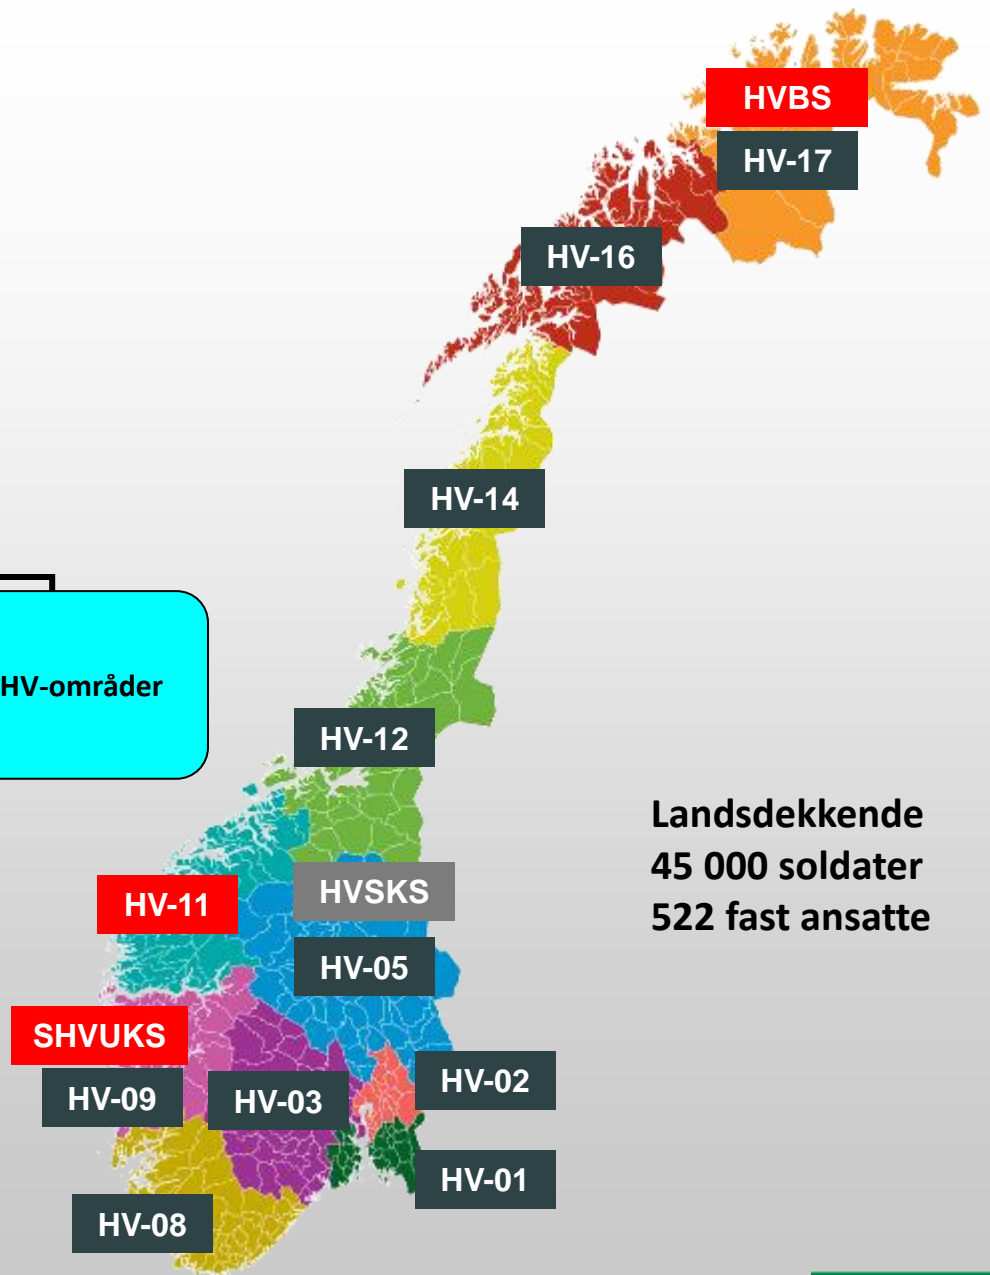 HVBS
HV-17
HV-16
HV-14
HV-områder
HV-12
Landsdekkende
45 000 soldater
522 fast ansatte
HVSKS
HV-11
HV-05
SHVUKS
HV-02
HV-09
HV-03
HV-01
HV-08